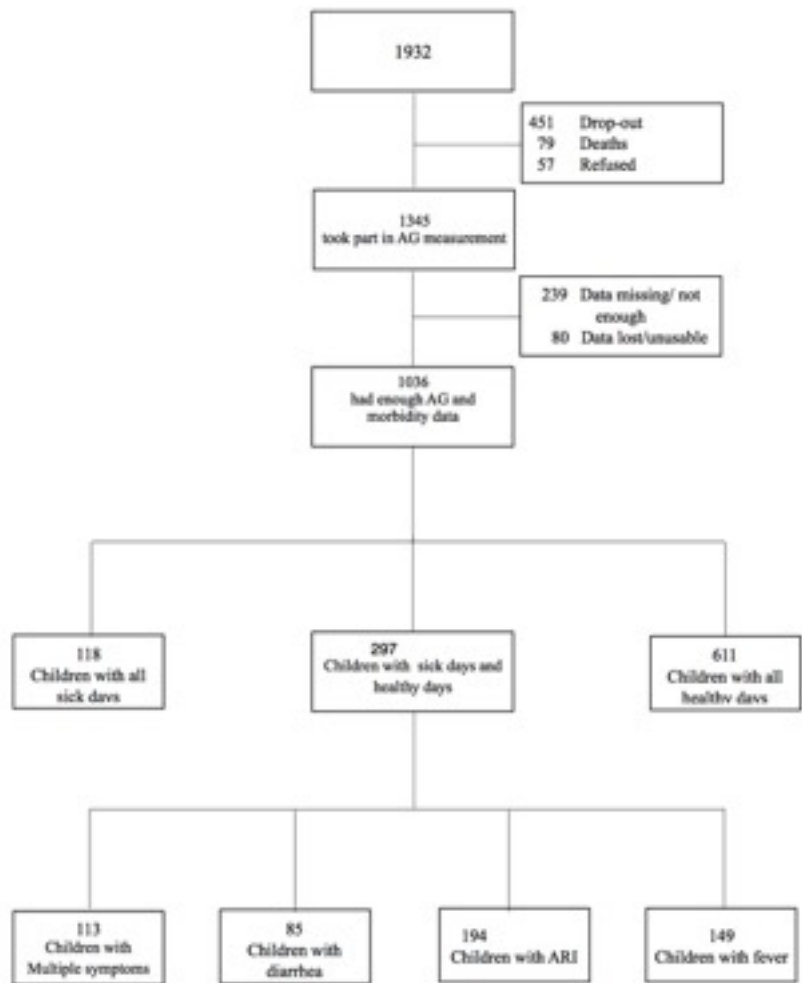 1932
451 Drop-out
79 Deaths
57 Refused
1345
took part in AG measurement
239 Data missing/ not
enough
80 Data lost/unusable
1036
had enough AG and
morbidity data
118
Children with all
sick days
297
Children with sick days and
healthy days
611
Children with all
healthy days
113
Children with
Multiple symptoms
85
Children with
diarrhea
194
Children with ARI
149
Children with fever